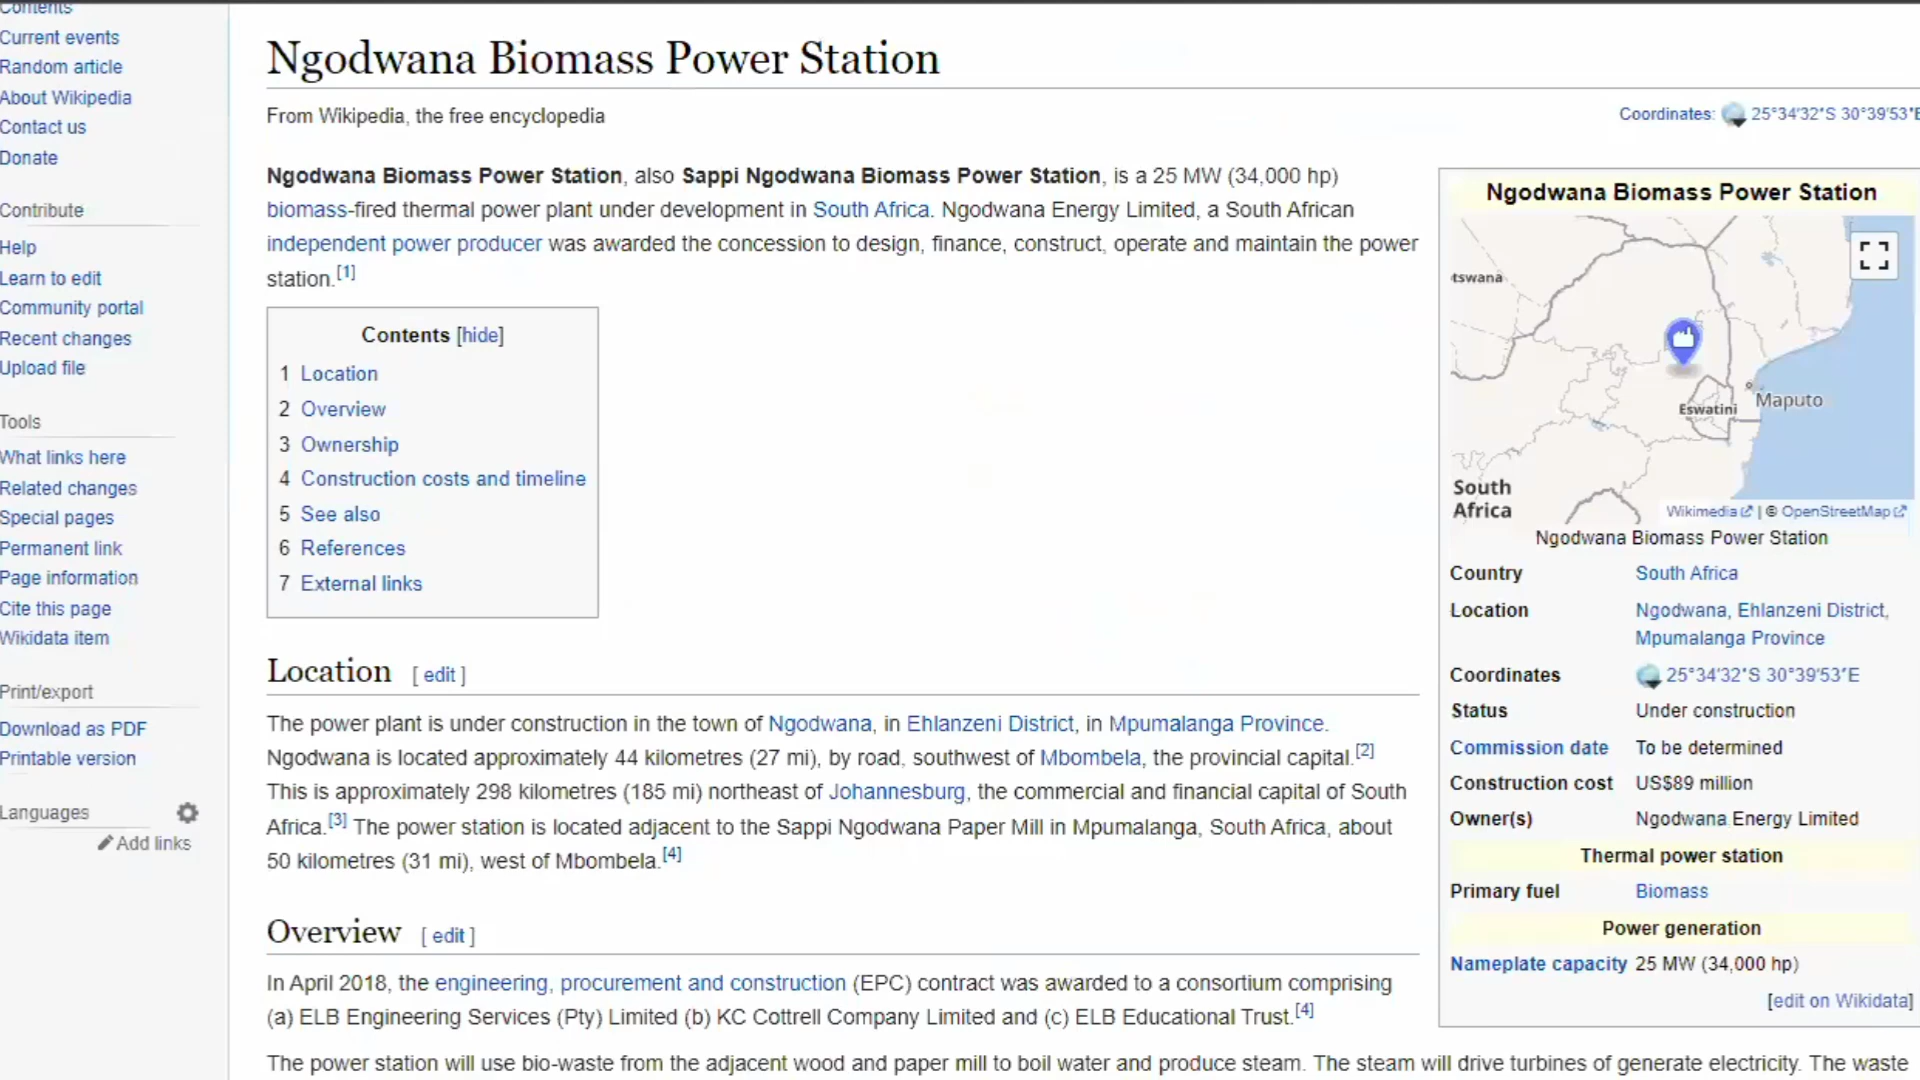 Contents
Current events
Random article
About Wikipedia
Contact us
Donate
Contribute
Help
Learn to edit
Community portal
Recent changes
Upload file
Tools
What links here
Related changes
Special pages
Permanent link
Page information
Cite this page
Wikidata item
Print/export
Download as PDF
Printable version
Languages
Add links
Ngodwana Biomass Power Station
From Wikipedia, the free encyclopedia
Coordinates: 25°34′32″S 30°39′53″E
Ngodwana Biomass Power Station, also Sappi Ngodwana Biomass Power Station, is a 25 MW (34,000 hp)
biomass-fired thermal power plant under development in South Africa. Ngodwana Energy Limited, a South African
independent power producer was awarded the concession to design, finance, construct, operate and maintain the power
station.[1]
Contents [hide]
1 Location
2 Overview
3 Ownership
4 Construction costs and timeline
5 See also
6 References
7 External links
Location [ edit ]
The power plant is under construction in the town of Ngodwana, in Ehlanzeni District, in Mpumalanga Province.
Ngodwana is located approximately 44 kilometres (27 mi), by road, southwest of Mbombela, the provincial capital.[2]
This is approximately 298 kilometres (185 mi) northeast of Johannesburg, the commercial and financial capital of South
Africa.[3] The power station is located adjacent to the Sappi Ngodwana Paper Mill in Mpumalanga, South Africa, about
50 kilometres (31 mi), west of Mbombela.[4]
Overview [ edit ]
In April 2018, the engineering, procurement and construction (EPC) contract was awarded to a consortium comprising
(a) ELB Engineering Services (Pty) Limited (b) KC Cottrell Company Limited and (c) ELB Educational Trust.[4]
The power station will use bio-waste from the adjacent wood and paper mill to boil water and produce steam. The steam will drive turbines of generate electricity. The waste
Ngodwana Biomass Power Station
tswana
Eswatini
Maputo
South
Africa
Wikimedia | © OpenStreetMap
Ngodwana Biomass Power Station
Country South Africa
Location Ngodwana, Ehlanzeni District,
Mpumalanga Province
Coordinates 25°34′32″S 30°39′53″E
Status Under construction
Commission date To be determined
Construction cost US$89 million
Owner(s) Ngodwana Energy Limited
Thermal power station
Primary fuel Biomass
Power generation
Nameplate capacity 25 MW (34,000 hp)
[edit on Wikidata]